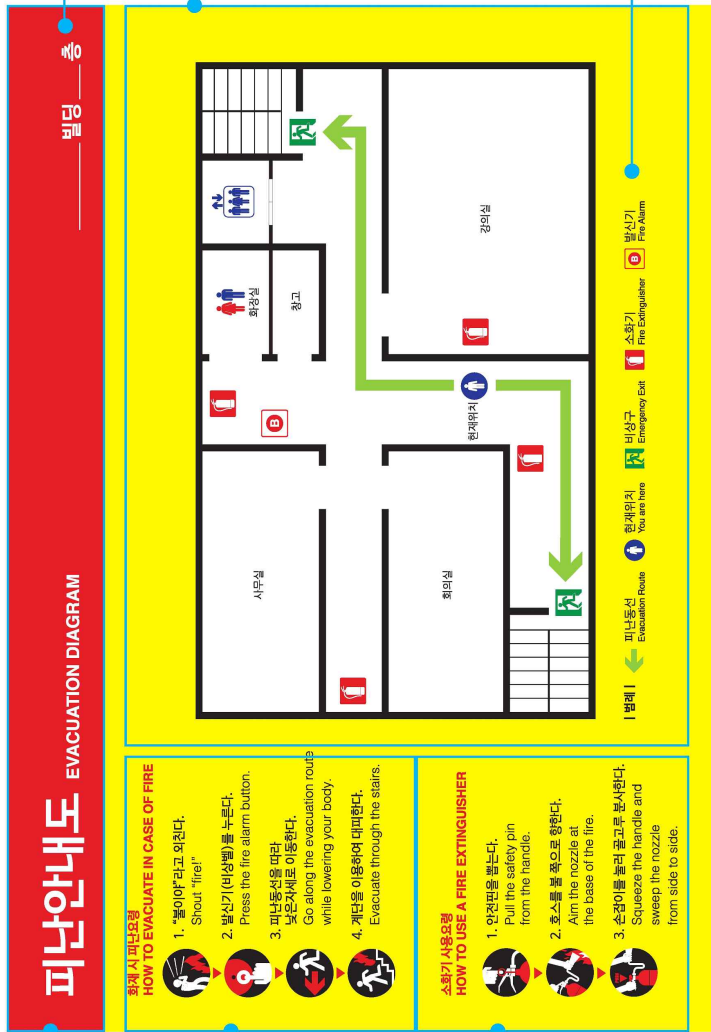 피난안내도 EVACUATION DIAGRAM
빌딩 층
화재 시 피난요령
HOW TO EVACUATE IN CASE OF FIRE
1. “불이야”라고 외친다.
Shout “fire!”
2. 발신기(비상벨)를 누른다.
Press the fire alarm button.
3. 피난동선을 따라
낮은자세로 이동한다.
Go along the evacuation route
while lowering your body.
4. 계단을 이용하여 대피한다.
Evacuate through the stairs.
소화기 사용요령
HOW TO USE A FIRE EXTINGUISHER
1. 안전핀을 뽑는다.
Pull the safety pin
from the handle.
2. 호스를 불 쪽으로 향한다.
Aim the nozzle at
the base of the fire.
3. 손잡이를 눌러 골고루 분사한다.
Squeeze the handle and
sweep the nozzle
from side to side.
사무실
B
화장실
창고
회의실
현재위치
강의실
| 범례 |
피난동선
Evacuation Route
현재위치
You are here
비상구
Emergency Exit
소화기
Fire Extinguisher
B
발신기
Fire Alarm